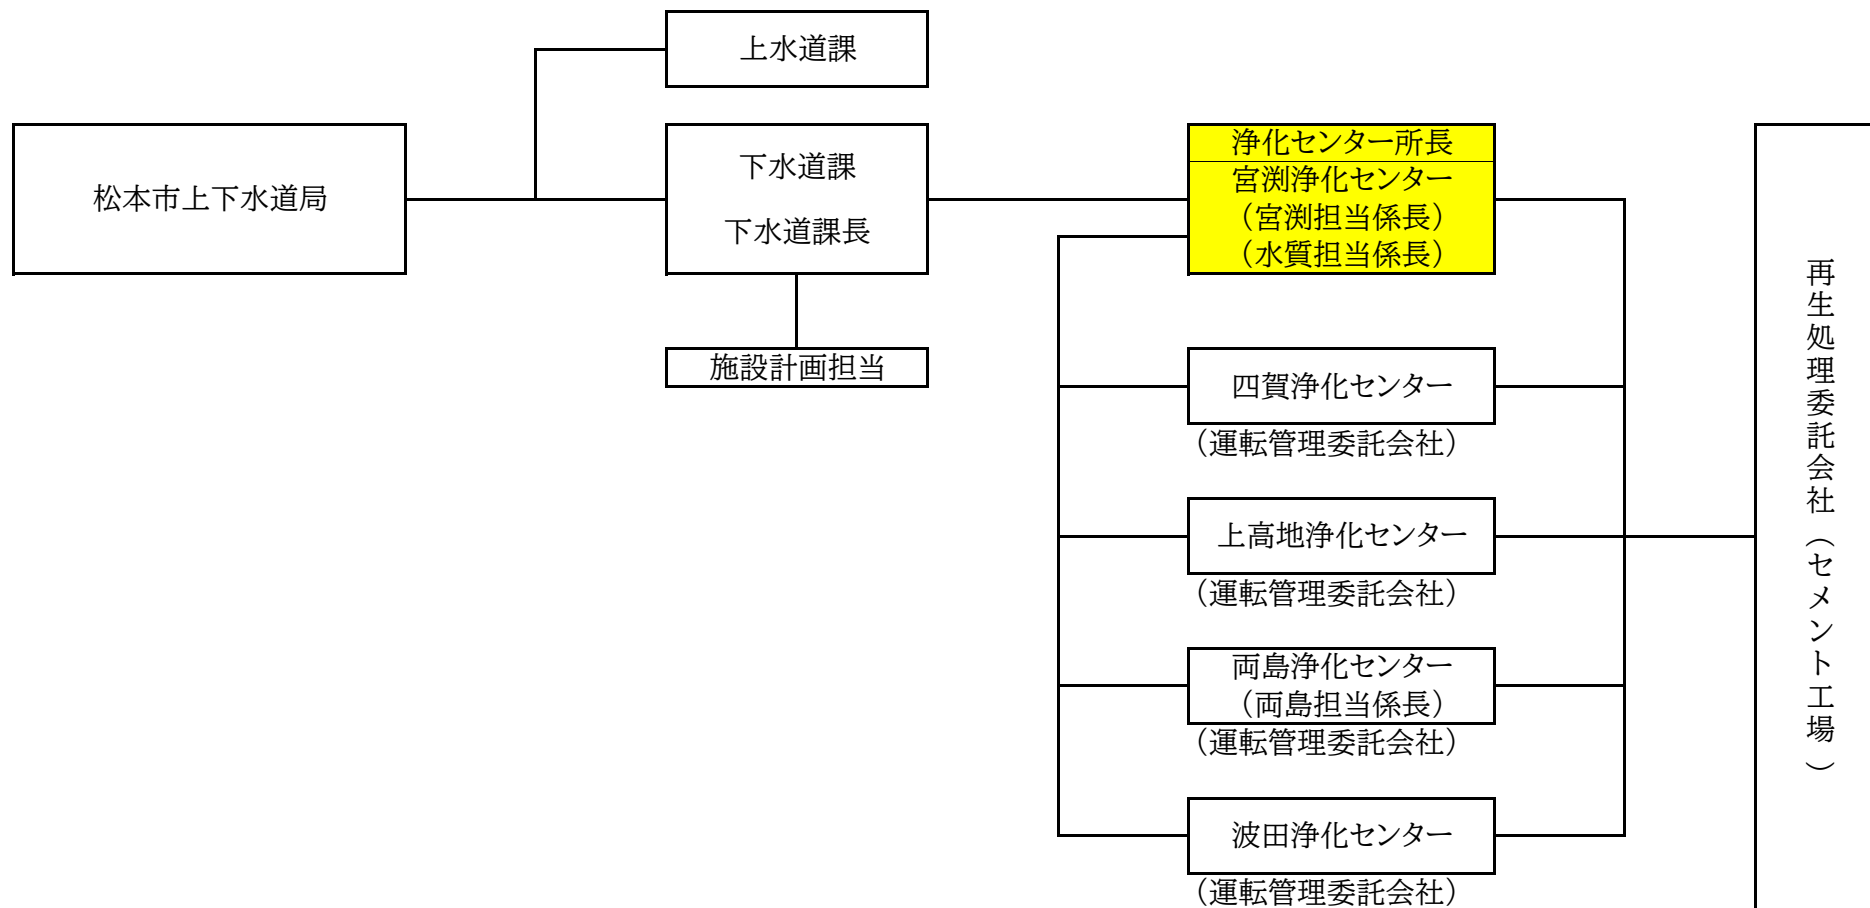 上水道課
松本市上下水道局
下水道課
下水道課長
施設計画担当
浄化センター所長
宮渕浄化センター
（宮渕担当係長）
（水質担当係長）
四賀浄化センター
（運転管理委託会社）
上高地浄化センター
（運転管理委託会社）
両島浄化センター
（両島担当係長）
（運転管理委託会社）
波田浄化センター
（運転管理委託会社）
再生処理委託会社（セメント工場）